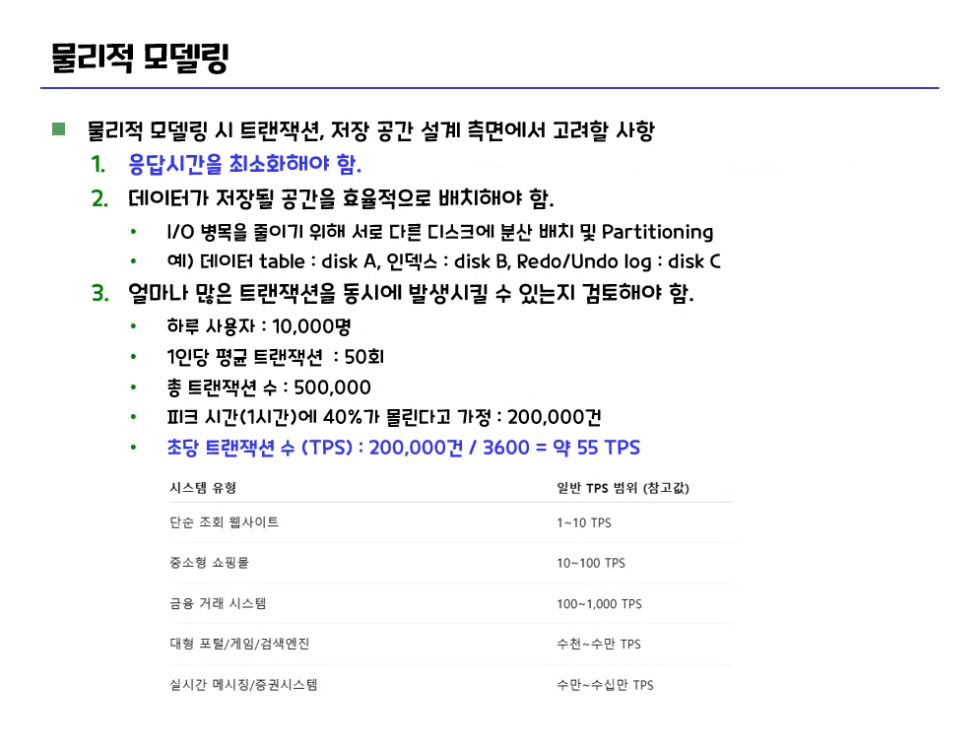 물리적 모델링
■ 물리적 모델링 시 트랜잭션, 저장 공간 설계 측면에서 고려할 사항
1. 응답시간을 최소화해야 함.
2. 데이터가 저장될 공간을 효율적으로 배치해야 함.
• I/O 병목을 줄이기 위해 서로 다른 디스크에 분산 배치 및 Partitioning
• 예) 데이터 table : disk A, 인덱스 : disk B, Redo/Undo log : disk C
3. 얼마나 많은 트랜잭션을 동시에 발생시킬 수 있는지 검토해야 함.
• 하루 사용자 : 10,000명
• 1인당 평균 트랜잭션 : 50회
• 총 트랜잭션 수 : 500,000
• 피크 시간(1시간)에 40%가 몰린다고 가정 : 200,000건
• 초당 트랜잭션 수 (TPS) : 200,000건 / 3600 = 약 55 TPS
시스템 유형 일반 TPS 범위 (참고값)
단순 조회 웹사이트 1~10 TPS
중소형 쇼핑몰 10~100 TPS
금융 거래 시스템 100~1,000 TPS
대형 포털/게임/검색엔진 수천~수만 TPS
실시간 메시징/증권시스템 수만~수십만 TPS